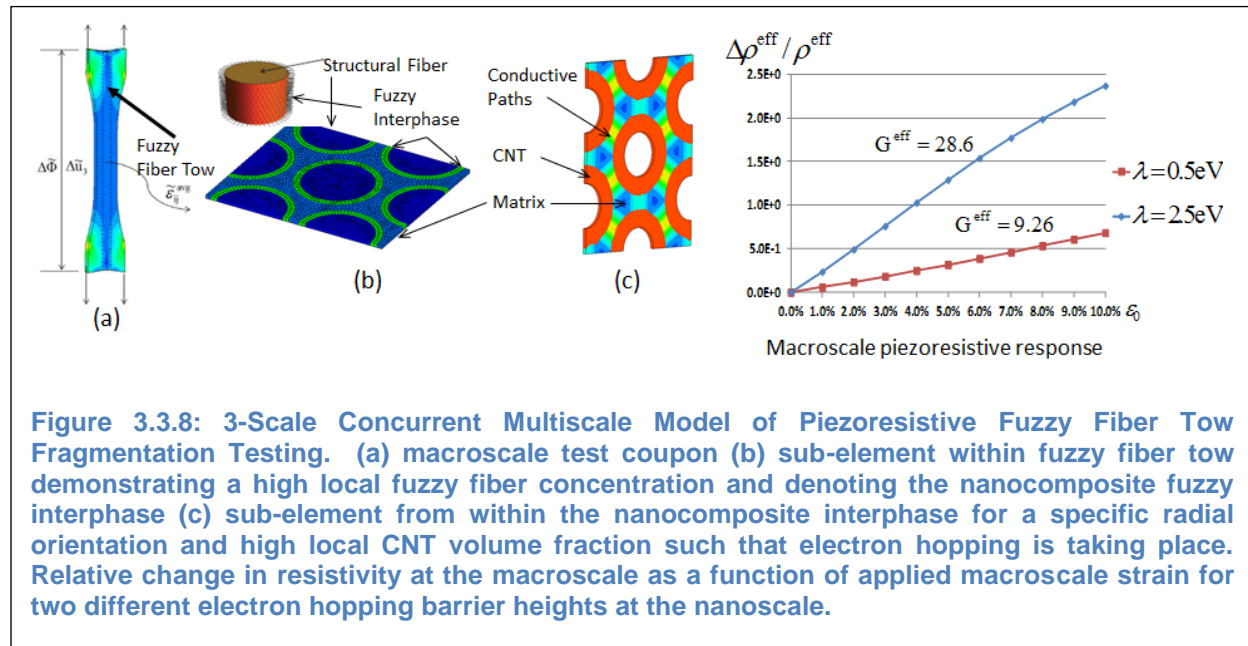 ΔΦ̃
Δũ₃
Fuzzy
Fiber Tow
ε̃ᵢⱼᵃᵛᵍ
(a)
Structural Fiber
Fuzzy
Interphase
Matrix
(b)
Conductive
Paths
CNT
(c)
Δρᵉᶠᶠ/ρᵉᶠᶠ
2.5E+0
2.0E+0
1.5E+0
1.0E+0
5.0E-1
0.0E+0
Gᵉᶠᶠ = 28.6
Gᵉᶠᶠ = 9.26
λ=0.5eV
λ=2.5eV
0.0% 1.0% 2.0% 3.0% 4.0% 5.0% 6.0% 7.0% 8.0% 9.0% 10.0% ε₀
Macroscale piezoresistive response
Figure 3.3.8: 3-Scale Concurrent Multiscale Model of Piezoresistive Fuzzy Fiber Tow
Fragmentation Testing. (a) macroscale test coupon (b) sub-element within fuzzy fiber tow
demonstrating a high local fuzzy fiber concentration and denoting the nanocomposite fuzzy
interphase (c) sub-element from within the nanocomposite interphase for a specific radial
orientation and high local CNT volume fraction such that electron hopping is taking place.
Relative change in resistivity at the macroscale as a function of applied macroscale strain for
two different electron hopping barrier heights at the nanoscale.